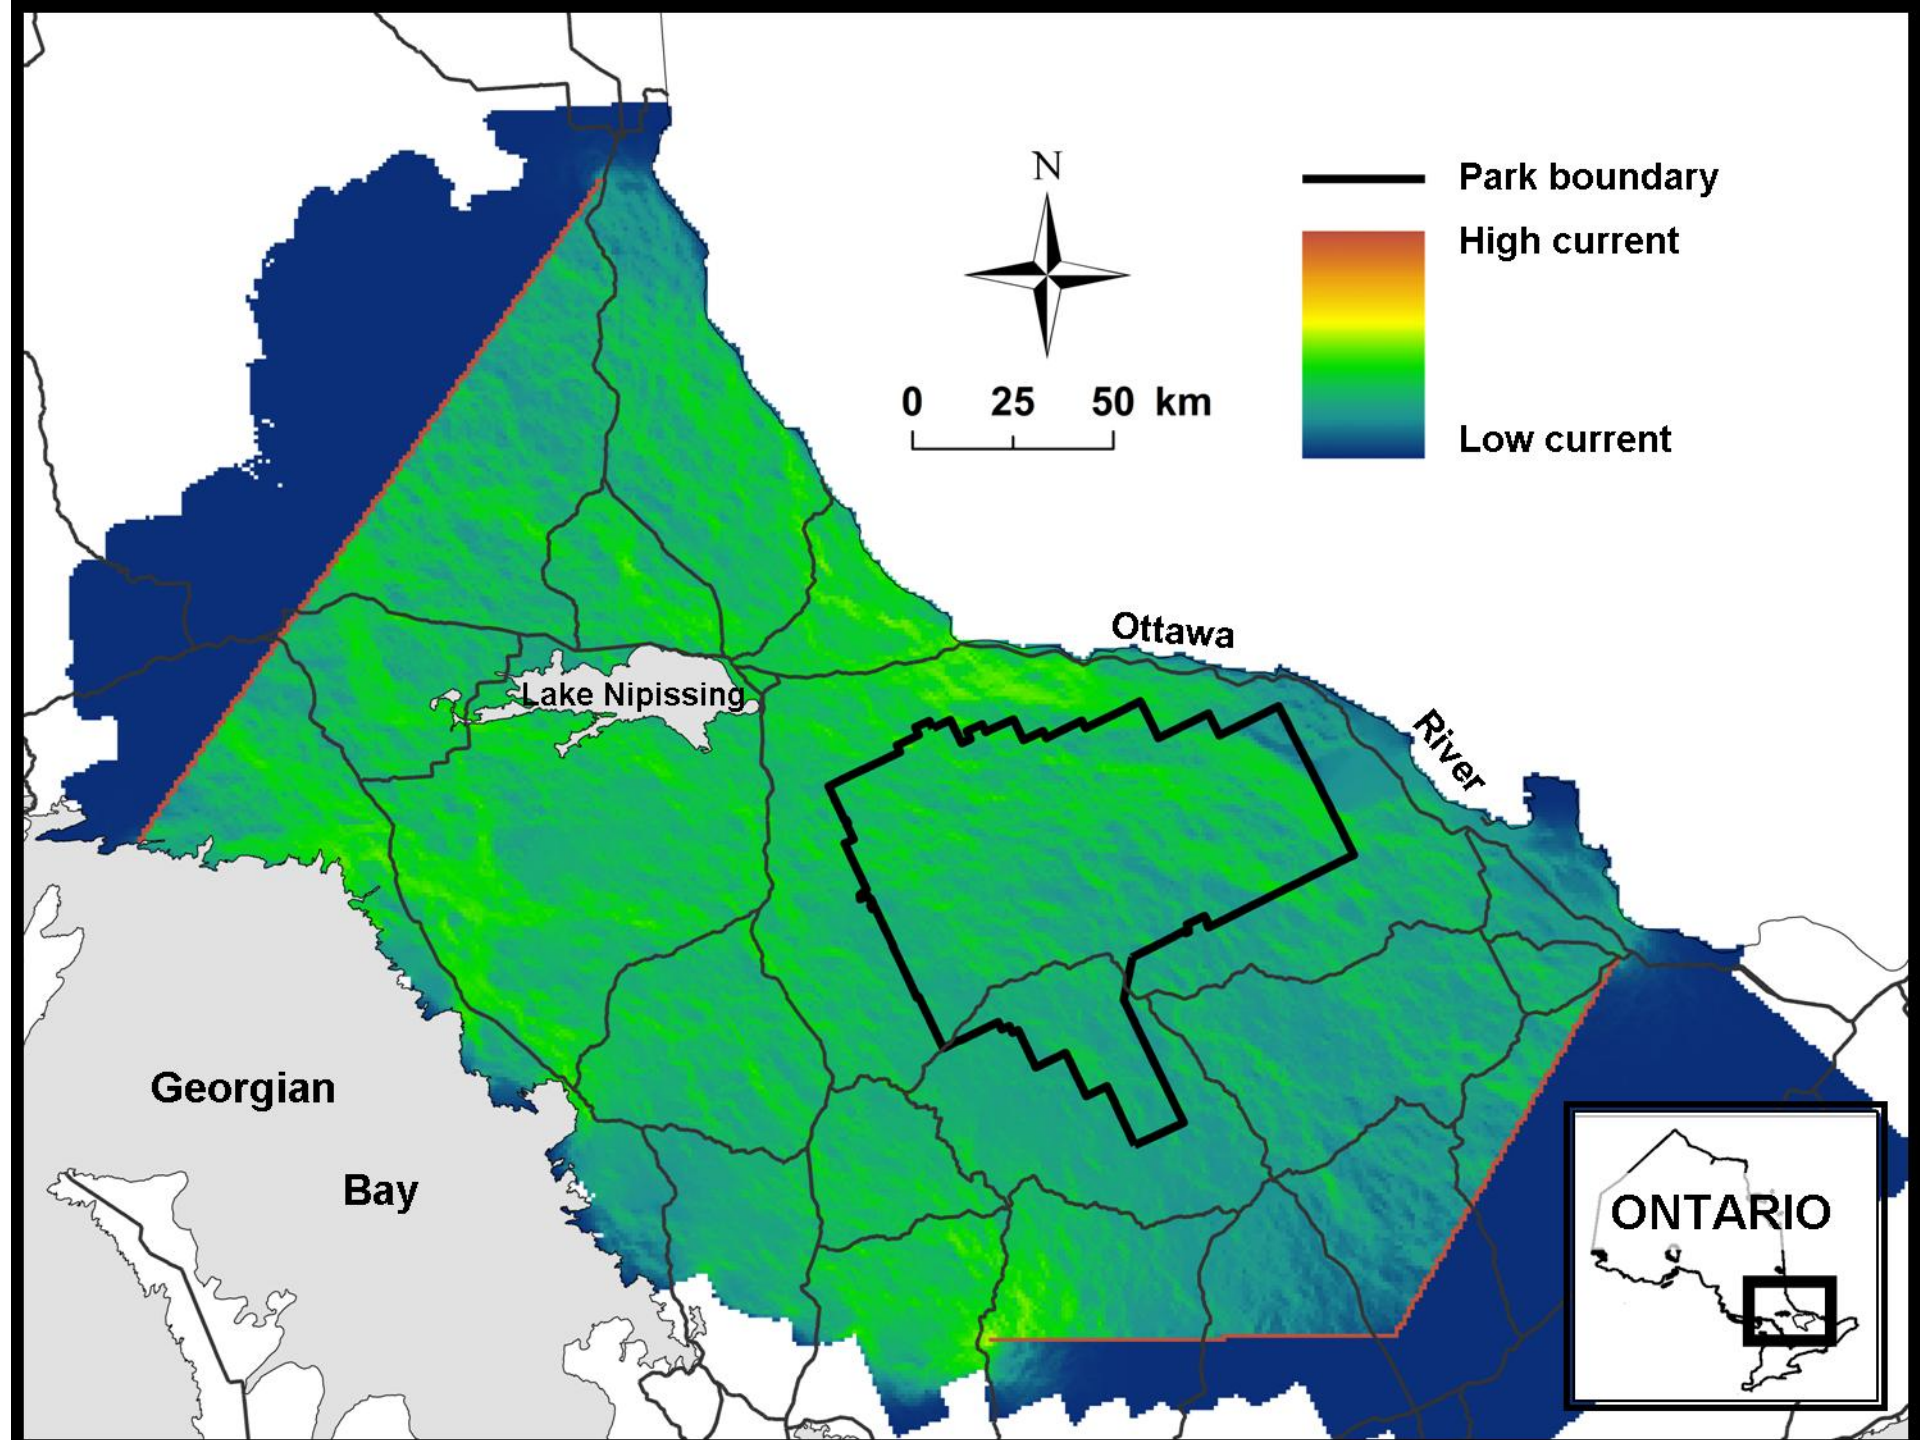 N
Park boundary
High current
Low current
0 25 50 km
Ottawa
River
Lake Nipissing
Georgian
Bay
ONTARIO